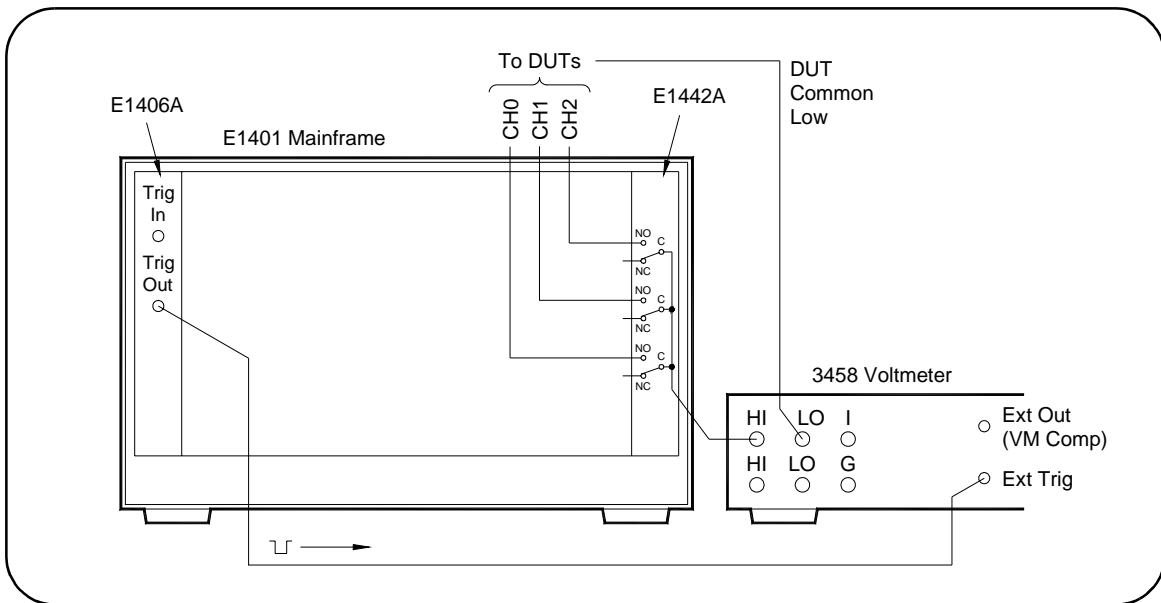 To DUTs
DUT
Common
Low
E1406A
E1442A
CH0
CH1
CH2
E1401 Mainframe
Trig
In
Trig
Out
NO
C
NC
NO
C
NC
NO
C
NC
3458 Voltmeter
HI LO I
Ext Out
(VM Comp)
HI LO G
Ext Trig